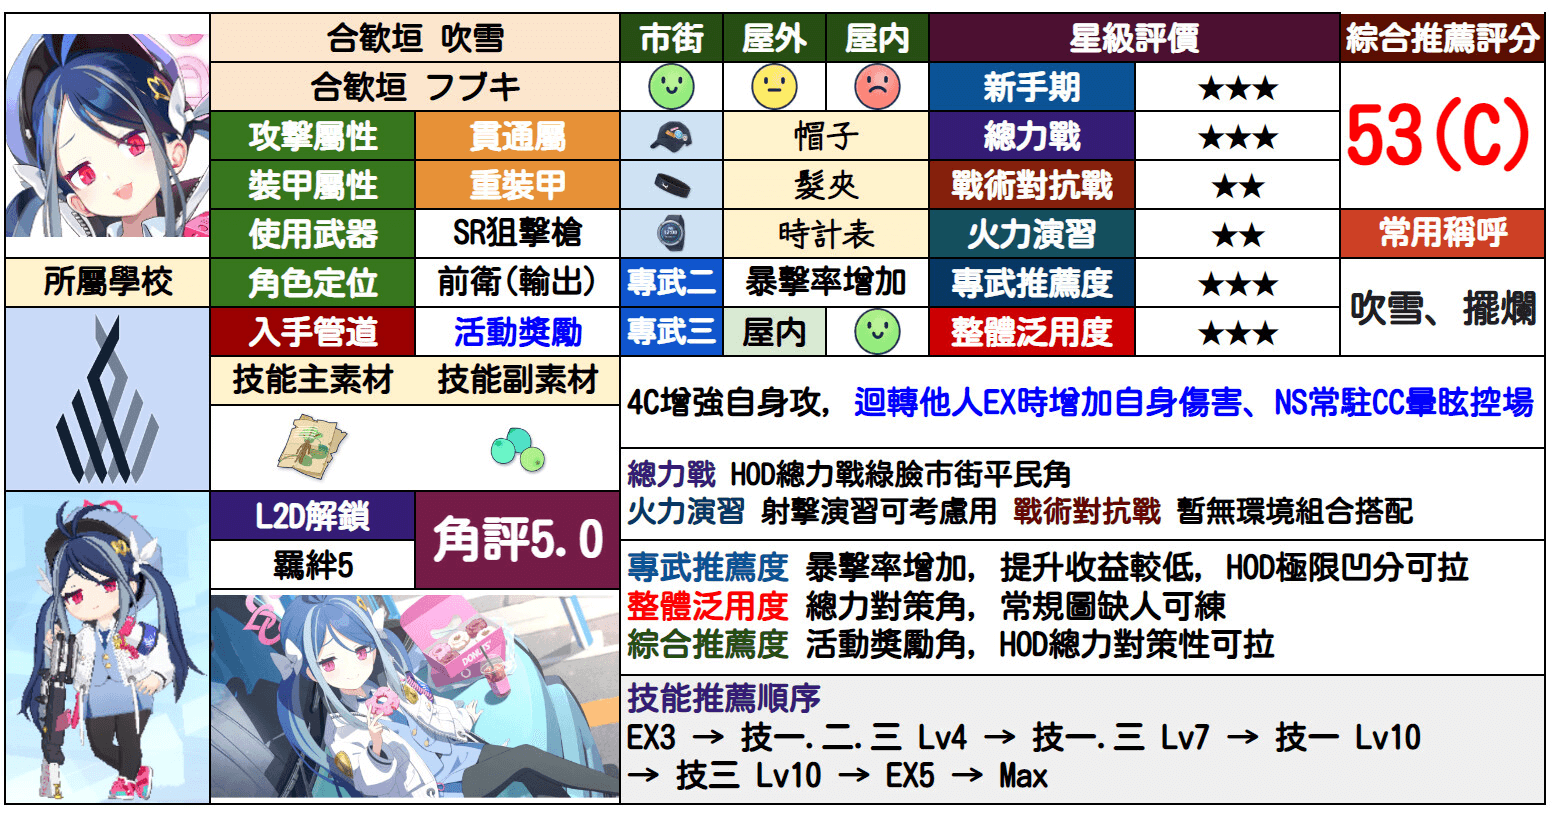 合歓垣 吹雪 市街 屋外 屋內 星級評價 綜合推薦評分
合歓垣 フブキ 新手期 ★★★ 53(C)
攻擊屬性 貫通屬 帽子 總力戰 ★★★
裝甲屬性 重裝甲 髮夾 戰術對抗戰 ★★
使用武器 SR狙擊槍 時計表 火力演習 ★★ 常用稱呼
所屬學校 角色定位 前衛(輸出) 專武二 暴擊率增加 專武推薦度 ★★★ 吹雪、擺爛
入手管道 活動獎勵 專武三 屋內 整體泛用度 ★★★
技能主素材 技能副素材
4C增強自身攻, 迴轉他人EX時增加自身傷害、NS常駐CC暈眩控場
總力戰 HOD總力戰綠臉市街平民角
火力演習 射擊演習可考慮用 戰術對抗戰 暫無環境組合搭配
L2D解鎖 角評5.0
羈絆5
專武推薦度 暴擊率增加, 提升收益較低, HOD極限凹分可拉
整體泛用度 總力對策角, 常規圖缺人可練
綜合推薦度 活動獎勵角, HOD總力對策性可拉
技能推薦順序
EX3 → 技一.二.三 Lv4 → 技一.三 Lv7 → 技一 Lv10
→ 技三 Lv10 → EX5 → Max
DONUTS